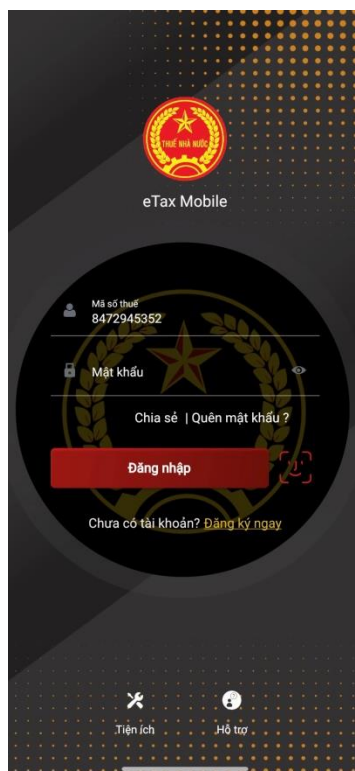 THUẾ NHÀ NƯỚC
eTax Mobile
Mã số thuế
8472945352
Mật khẩu
Chia sẻ | Quên mật khẩu ?
Đăng nhập
Chưa có tài khoản? Đăng ký ngay
Tiện ích
Hỗ trợ